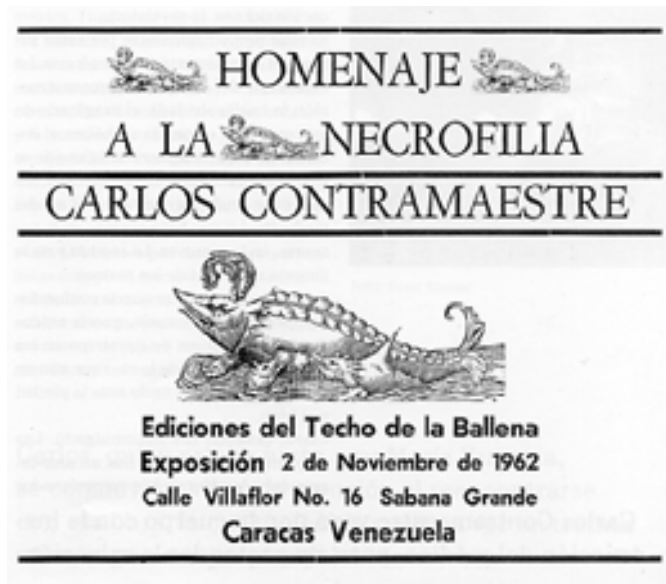 HOMENAJE
A LA NECROFILIA
CARLOS CONTRAMAESTRE
Ediciones del Techo de la Ballena
Exposición 2 de Noviembre de 1962
Calle Villaflor No. 16 Sabana Grande
Caracas Venezuela